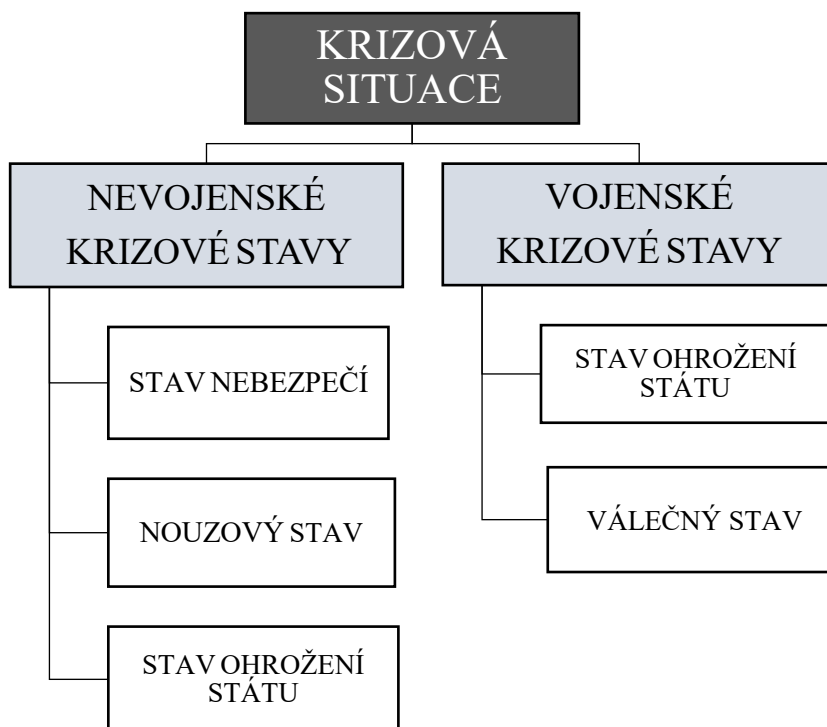 KRIZOVÁ
SITUACE
NEVOJENSKÉ
KRIZOVÉ STAVY
STAV NEBEZPEČÍ
NOUZOVÝ STAV
STAV OHROŽENÍ
STÁTU
VOJENSKÉ
KRIZOVÉ STAVY
STAV OHROŽENÍ
STÁTU
VÁLEČNÝ STAV